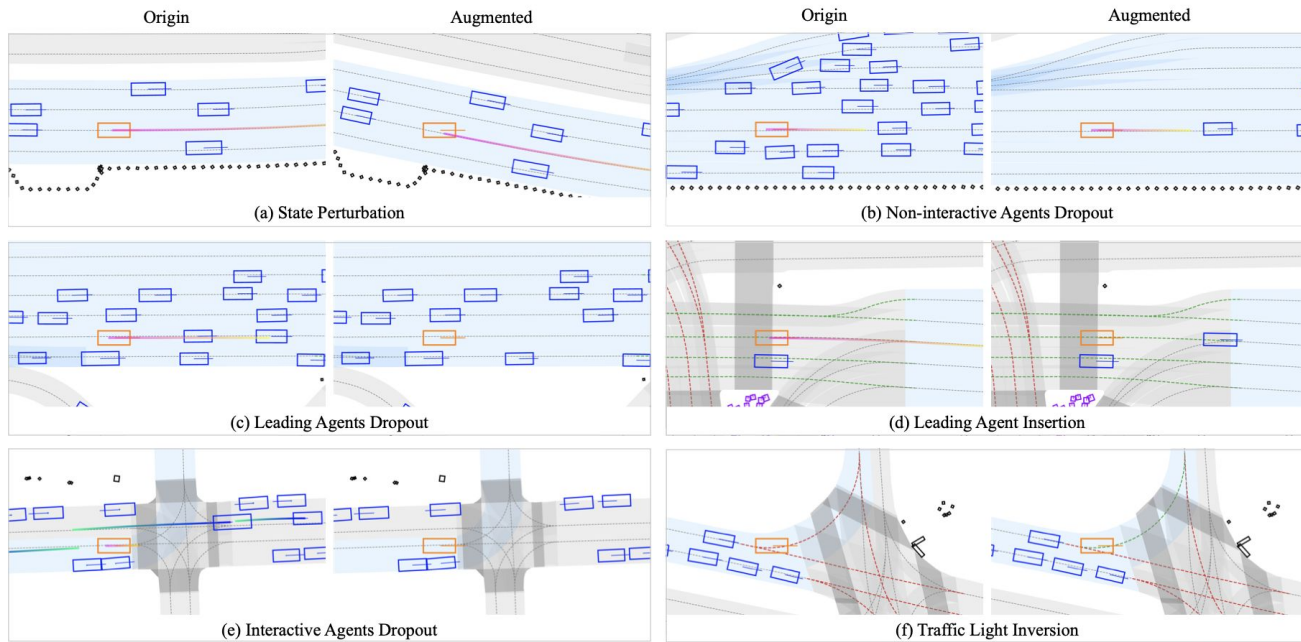 Origin
Augmented
Origin
Augmented
(a) State Perturbation
(b) Non-interactive Agents Dropout
(c) Leading Agents Dropout
(d) Leading Agent Insertion
(e) Interactive Agents Dropout
(f) Traffic Light Inversion